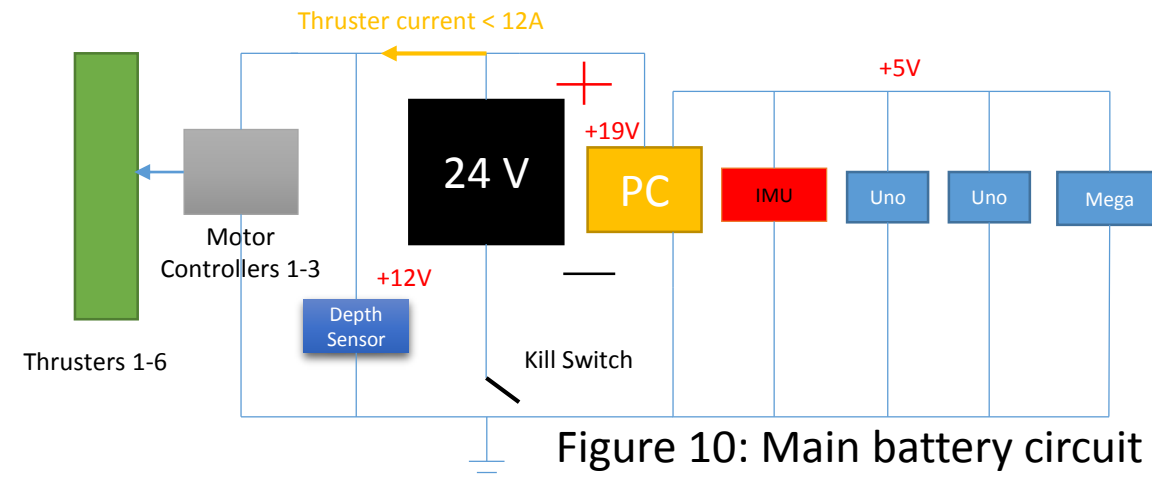 Thruster current < 12A
+5V
+19V
24 V
PC
IMU
Uno
Uno
Mega
Motor
Controllers 1-3
+12V
Depth
Sensor
Thrusters 1-6
Kill Switch
Figure 10: Main battery circuit